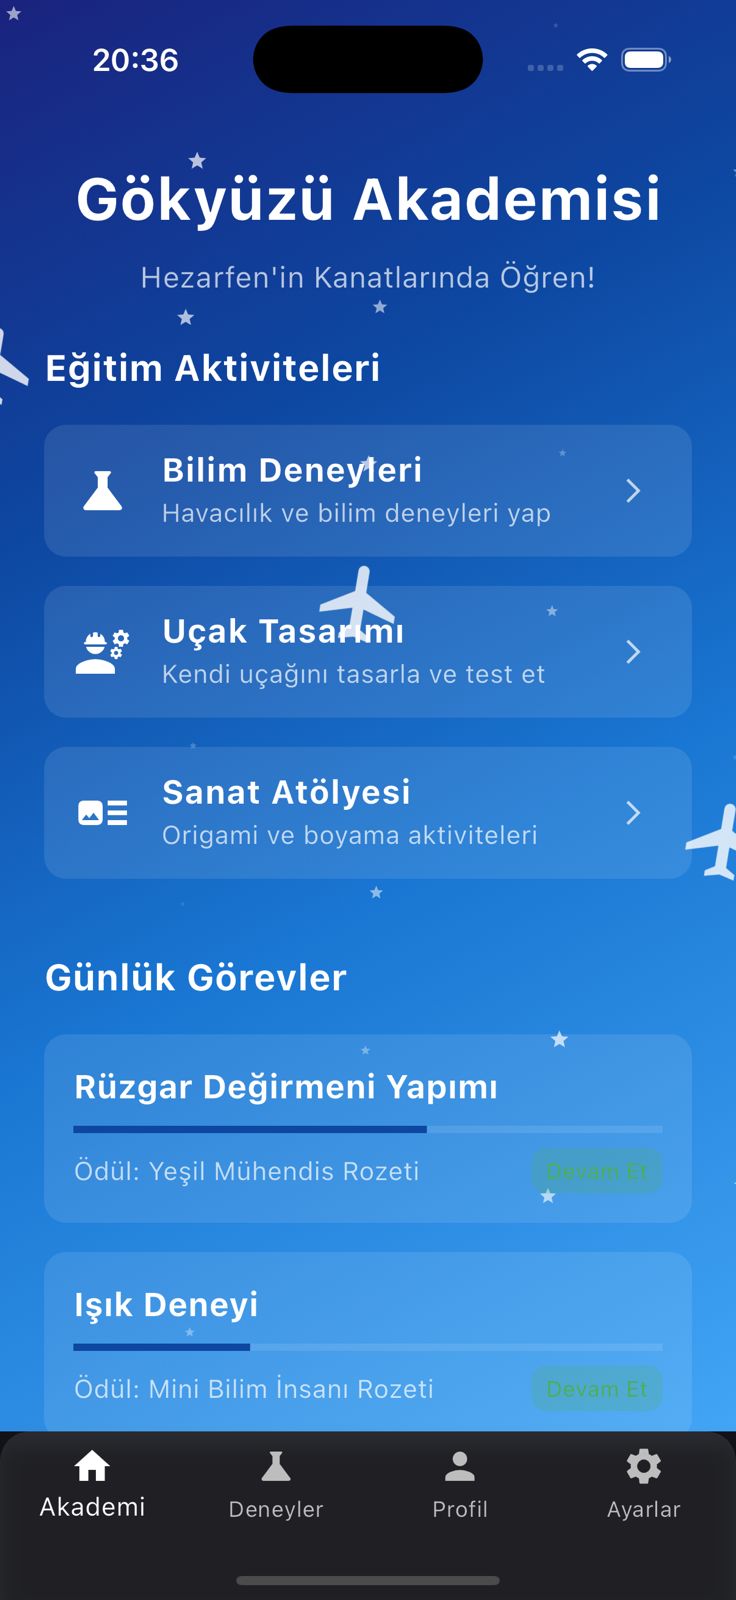 20:36
Gökyüzü Akademisi
Hezarfen'in Kanatlarında Öğren!
Eğitim Aktiviteleri
Bilim Deneyleri
Havacılık ve bilim deneyleri yap
Uçak Tasarımı
Kendi uçağını tasarla ve test et
Sanat Atölyesi
Origami ve boyama aktiviteleri
Günlük Görevler
Rüzgar Değirmeni Yapımı
Ödül: Yeşil Mühendis Rozeti
Devam Et
Işık Deneyi
Ödül: Mini Bilim İnsanı Rozeti
Devam Et
Akademi
Deneyler
Profil
Ayarlar